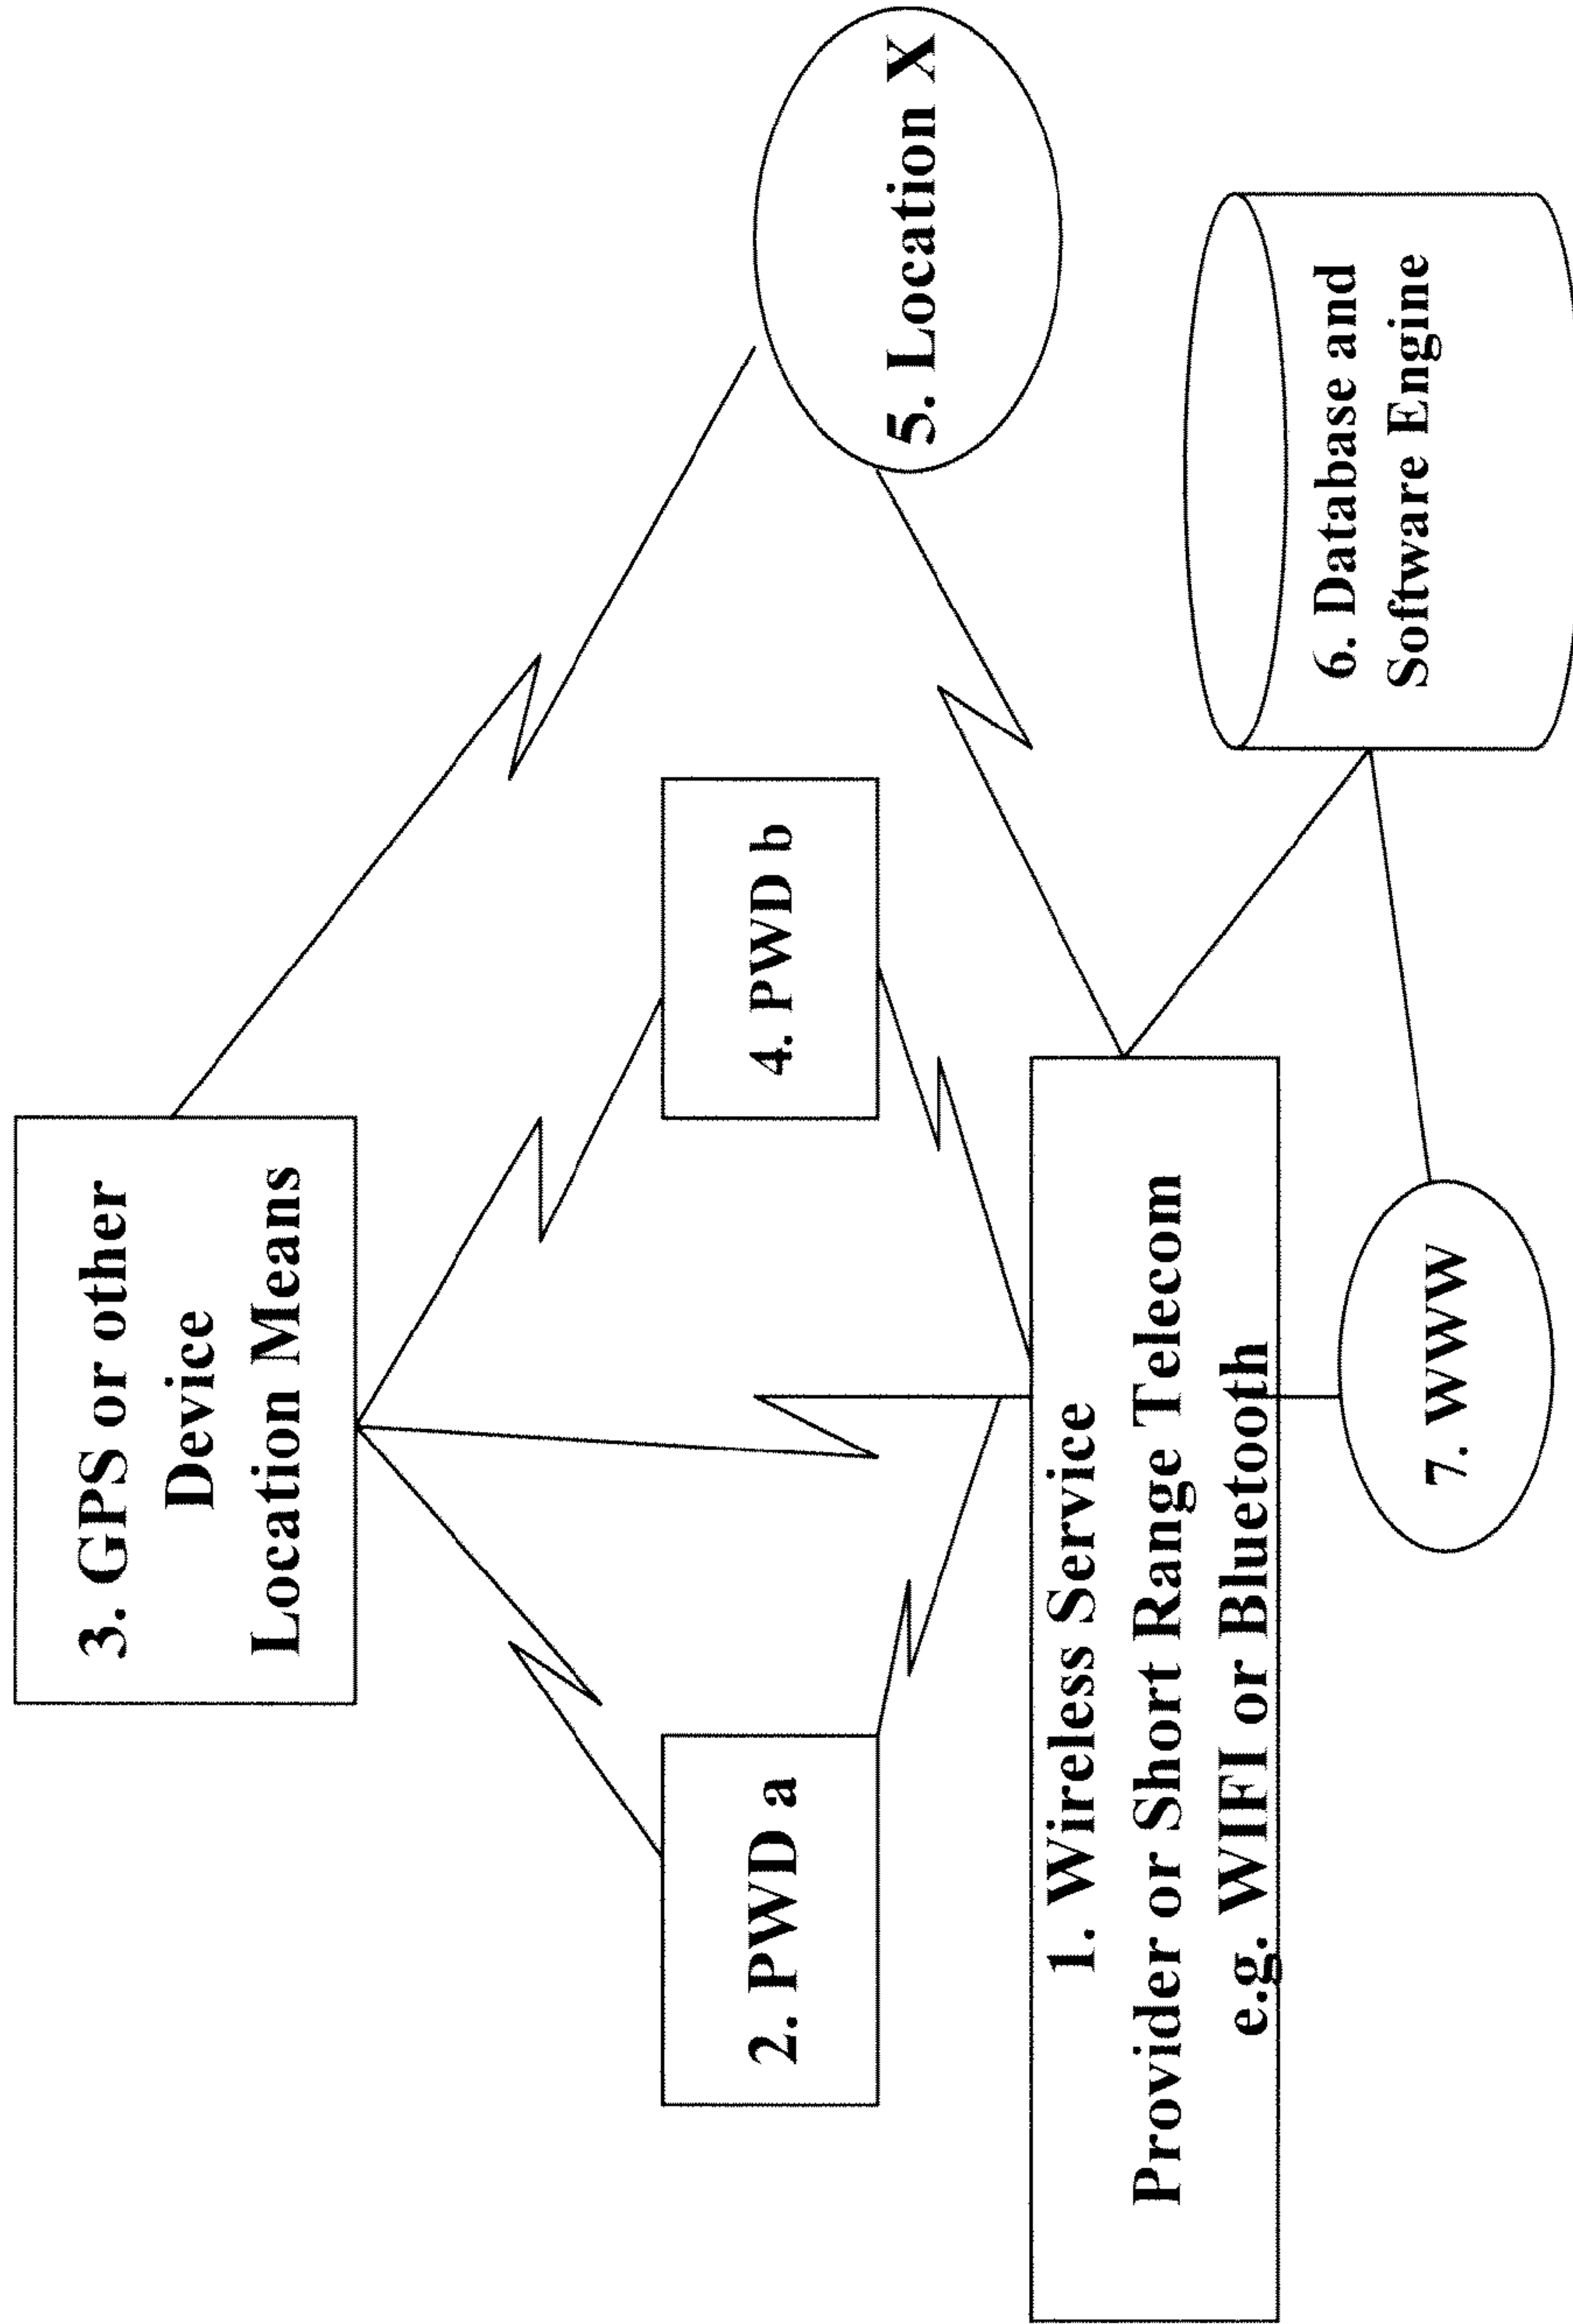 3. GPS or other
Device
Location Means
2. PWD a
4. PWD b
5. Location X
1. Wireless Service
Provider or Short Range Telecom
e.g. WIFI or Bluetooth
6. Database and
Software Engine
7. WWW